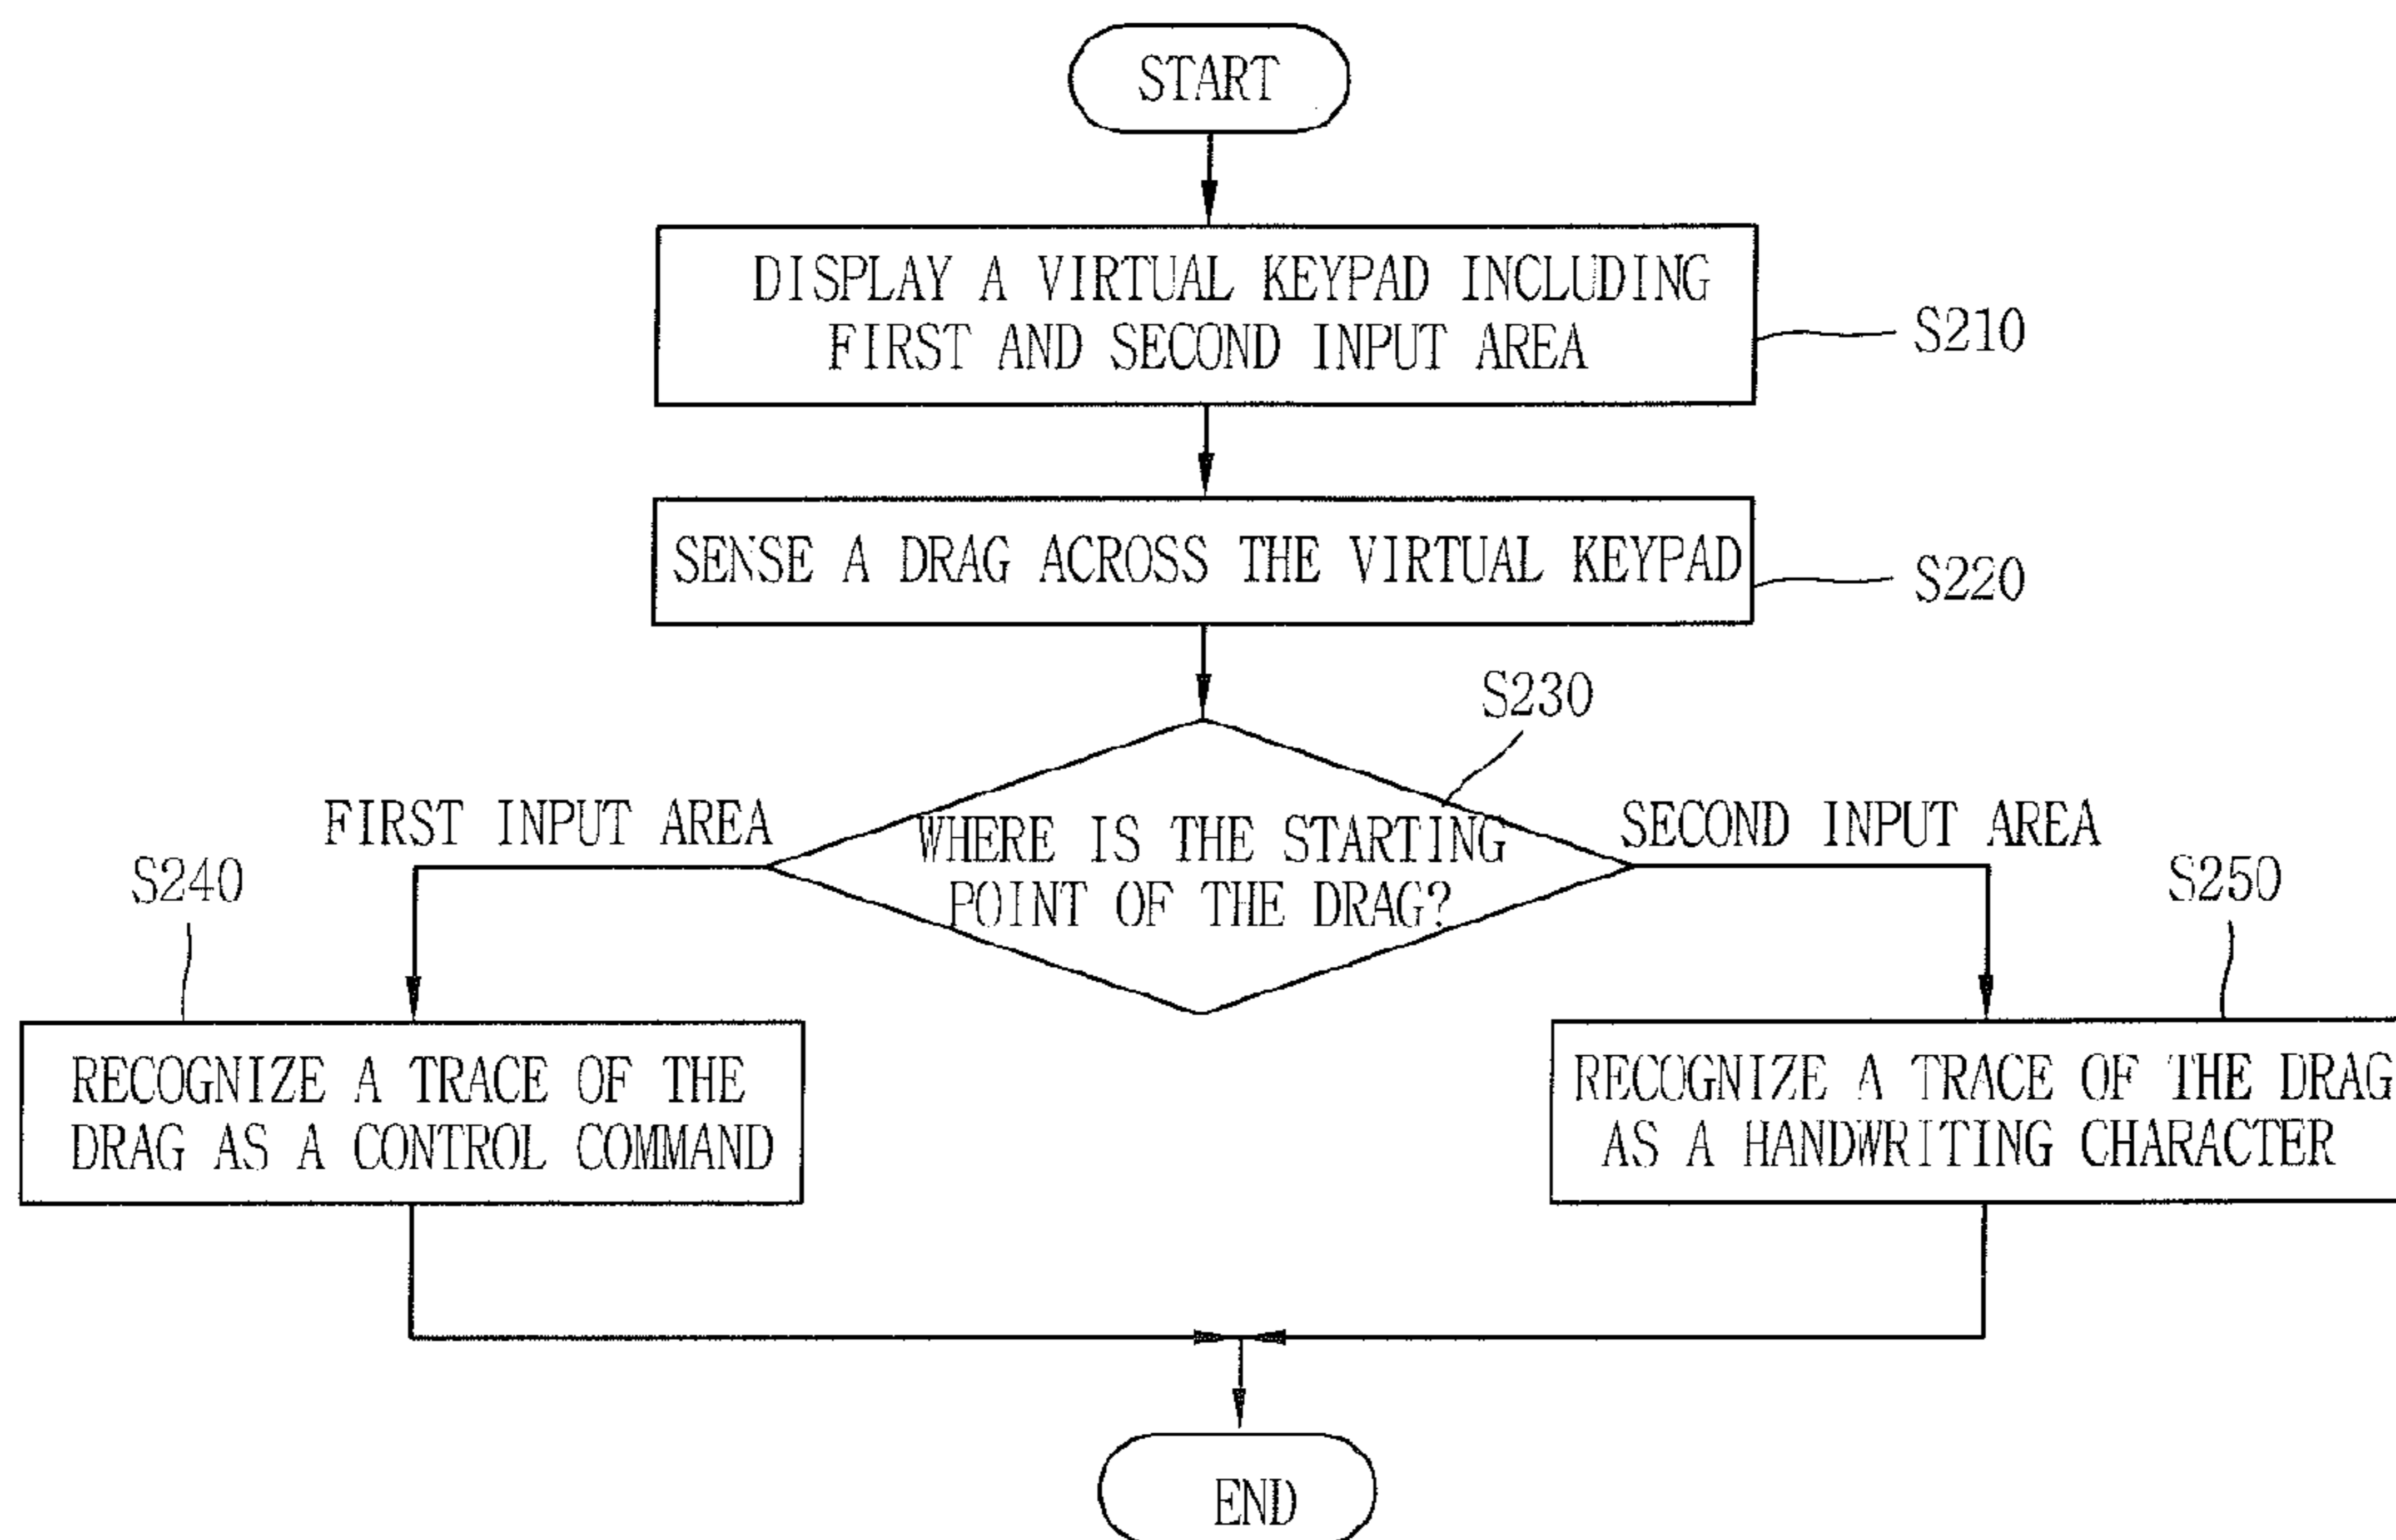 START
DISPLAY A VIRTUAL KEYPAD INCLUDING
FIRST AND SECOND INPUT AREA
S210
SENSE A DRAG ACROSS THE VIRTUAL KEYPAD
S220
S230
WHERE IS THE STARTING
POINT OF THE DRAG?
FIRST INPUT AREA
SECOND INPUT AREA
S240
RECOGNIZE A TRACE OF THE
DRAG AS A CONTROL COMMAND
S250
RECOGNIZE A TRACE OF THE DRAG
AS A HANDWRITING CHARACTER
END